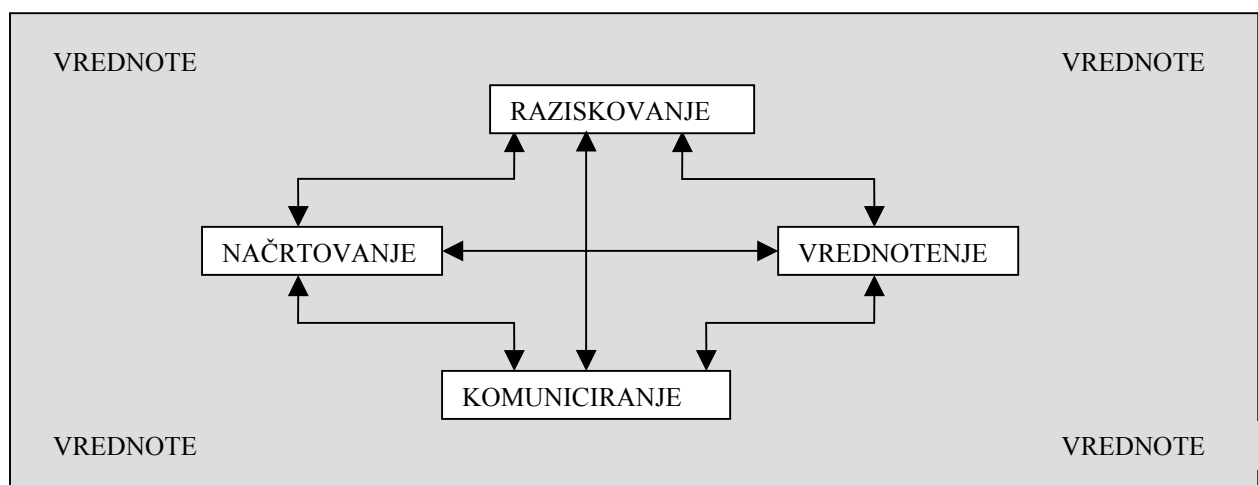 VREDNOTE VREDNOTE
RAZISKOVANJE
NAČRTOVANJE VREDNOTENJE
KOMUNICIRANJE
VREDNOTE VREDNOTE